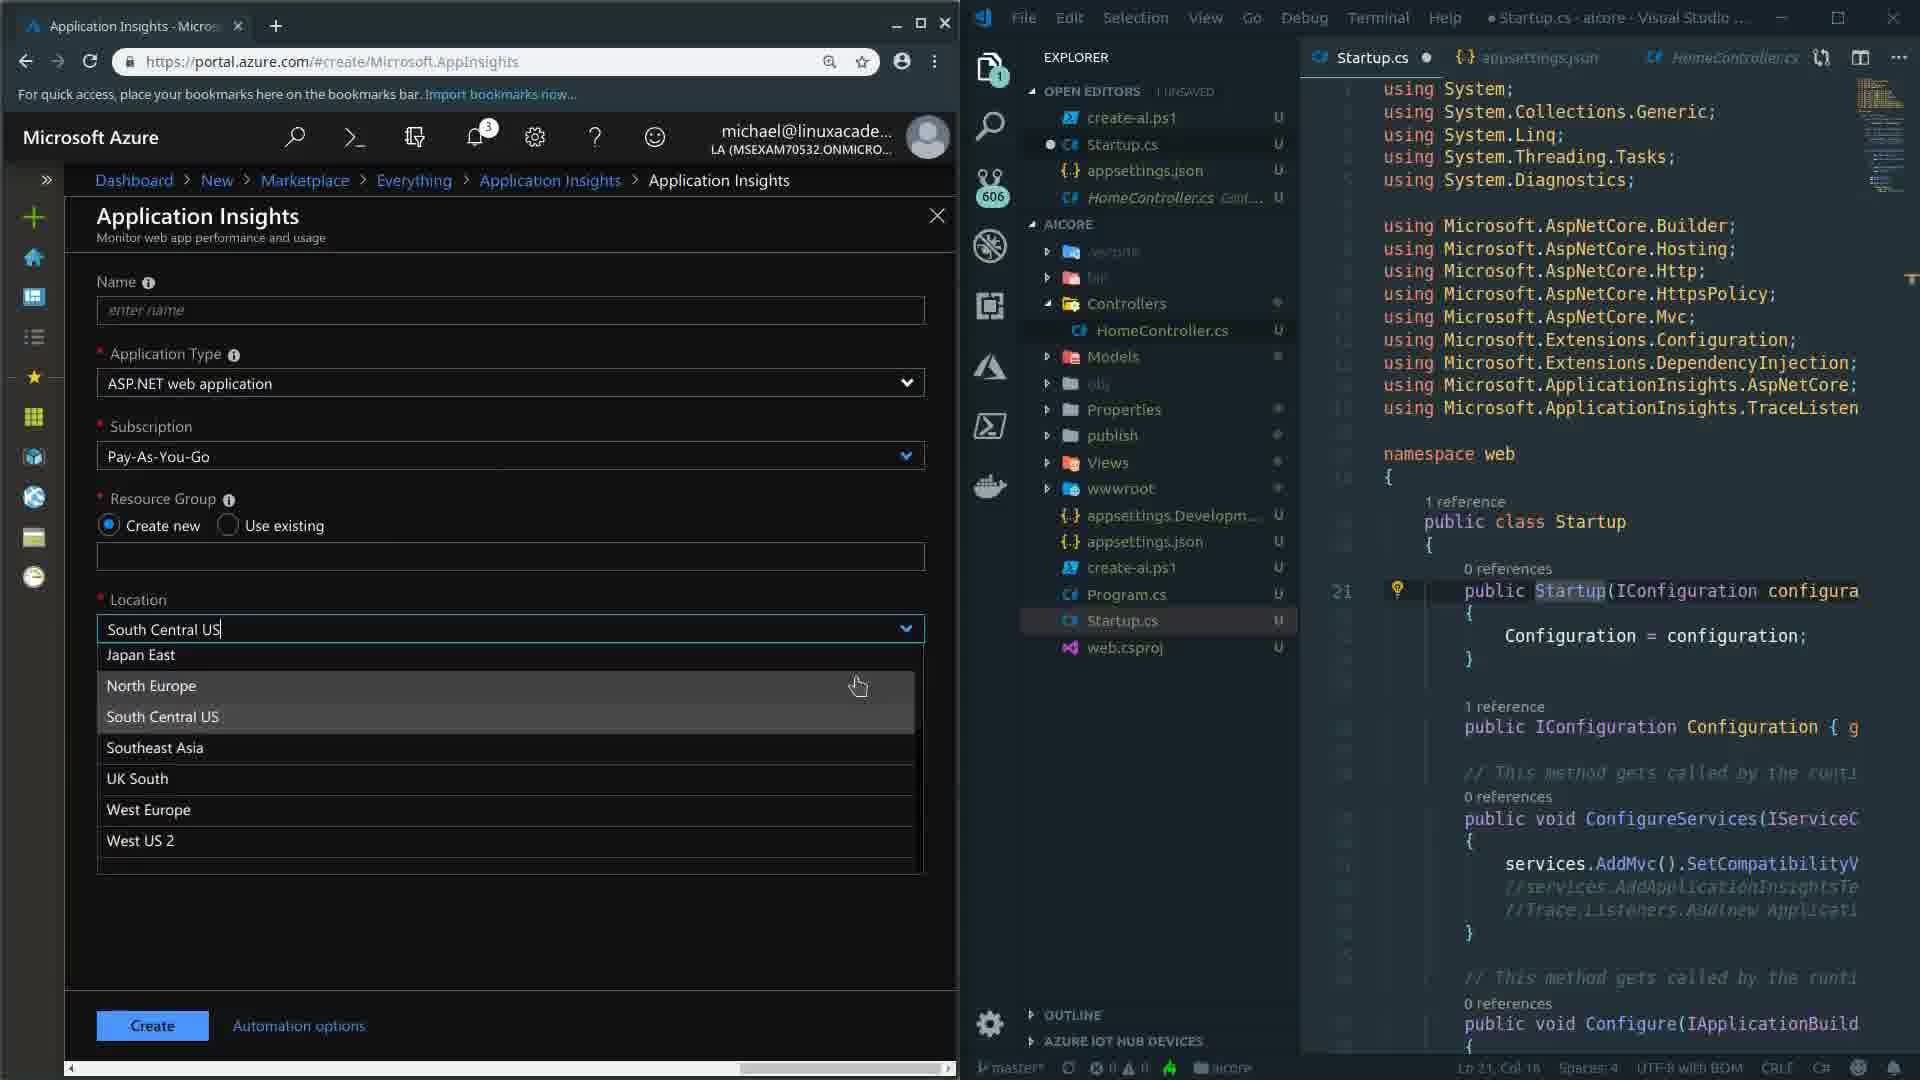 Application Insights - Micros
https://portal.azure.com/#create/Microsoft.AppInsights
For quick access, place your bookmarks here on the bookmarks bar. Import bookmarks now...
Microsoft Azure
3
michael@linuxacade...
LA (MSEXAM70532.ONMICRO...
Dashboard > New > Marketplace > Everything > Application Insights > Application Insights
Application Insights
Monitor web app performance and usage
Name
enter name
* Application Type
ASP.NET web application
* Subscription
Pay-As-You-Go
* Resource Group
Create new Use existing
* Location
South Central US
Japan East
North Europe
South Central US
Southeast Asia
UK South
West Europe
West US 2
Create Automation options
File Edit Selection View Go Debug Terminal Help ● Startup.cs - aicore - Visual Studio ...
1
606
EXPLORER
OPEN EDITORS 1 UNSAVED
create-ai.ps1 U
Startup.cs U
appsettings.json U
HomeController.cs Cont... U
AICORE
.vscode
bin
Controllers
HomeController.cs U
Models
obj
Properties
publish
Views
wwwroot
appsettings.Developm... U
appsettings.json U
create-ai.ps1 U
Program.cs U
Startup.cs U
web.csproj U
OUTLINE
AZURE IOT HUB DEVICES
Startup.cs appsettings.json HomeController.cs
using System;
using System.Collections.Generic;
using System.Linq;
using System.Threading.Tasks;
using System.Diagnostics;
using Microsoft.AspNetCore.Builder;
using Microsoft.AspNetCore.Hosting;
using Microsoft.AspNetCore.Http;
using Microsoft.AspNetCore.HttpsPolicy;
using Microsoft.AspNetCore.Mvc;
using Microsoft.Extensions.Configuration;
using Microsoft.Extensions.DependencyInjection;
using Microsoft.ApplicationInsights.AspNetCore;
using Microsoft.ApplicationInsights.TraceListen
namespace web
{
1 reference
public class Startup
{
0 references
21 public Startup(IConfiguration configura
{
Configuration = configuration;
}
1 reference
public IConfiguration Configuration { g
// This method gets called by the runti
0 references
public void ConfigureServices(IServiceC
{
services.AddMvc().SetCompatibilityV
//services.AddApplicationInsightsTe
//Trace.Listeners.Add(new Applicati
}
// This method gets called by the runti
0 references
public void Configure(IApplicationBuild
{
master* 0 0 aicore Ln 21, Col 16 Spaces: 4 UTF-8 with BOM CRLF C#